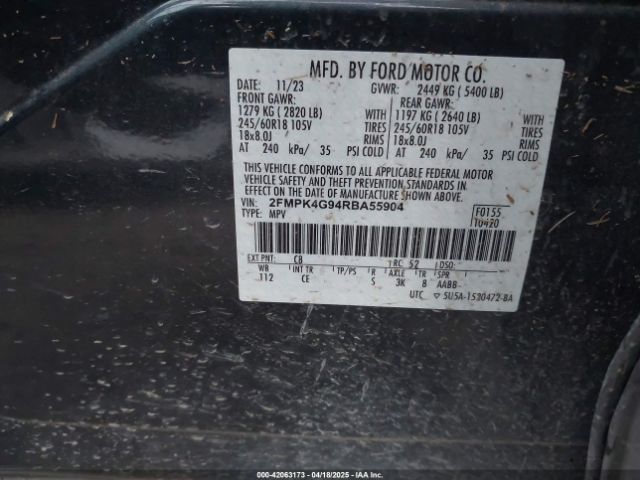 MFD. BY FORD MOTOR CO.
DATE: 11/23 GVWR: 2449 KG ( 5400 LB)
FRONT GAWR: REAR GAWR:
1279 KG ( 2820 LB) WITH 1197 KG ( 2640 LB) WITH
245/60R18 105V TIRES 245/60R18 105V TIRES
18x8.0J RIMS 18x8.0J RIMS
AT 240 kPa/ 35 PSI COLD AT 240 kPa/ 35 PSI COLD
THIS VEHICLE CONFORMS TO ALL APPLICABLE FEDERAL MOTOR
VEHICLE SAFETY AND THEFT PREVENTION STANDARDS IN
EFFECT ON THE DATE OF MANUFACTURE SHOWN ABOVE.
VIN: 2FMPK4G94RBA55904 F0155
TYPE: MPV T0420
EXT PNT: C8 RC: 52 DSO:
WB INT TR TP/PS R AXLE TR SPR
112 CE S 3K 8 AABB
UTC ▽ 5U5A-1530472-BA
000-42063173 - 04/18/2025 - IAAI, Inc.